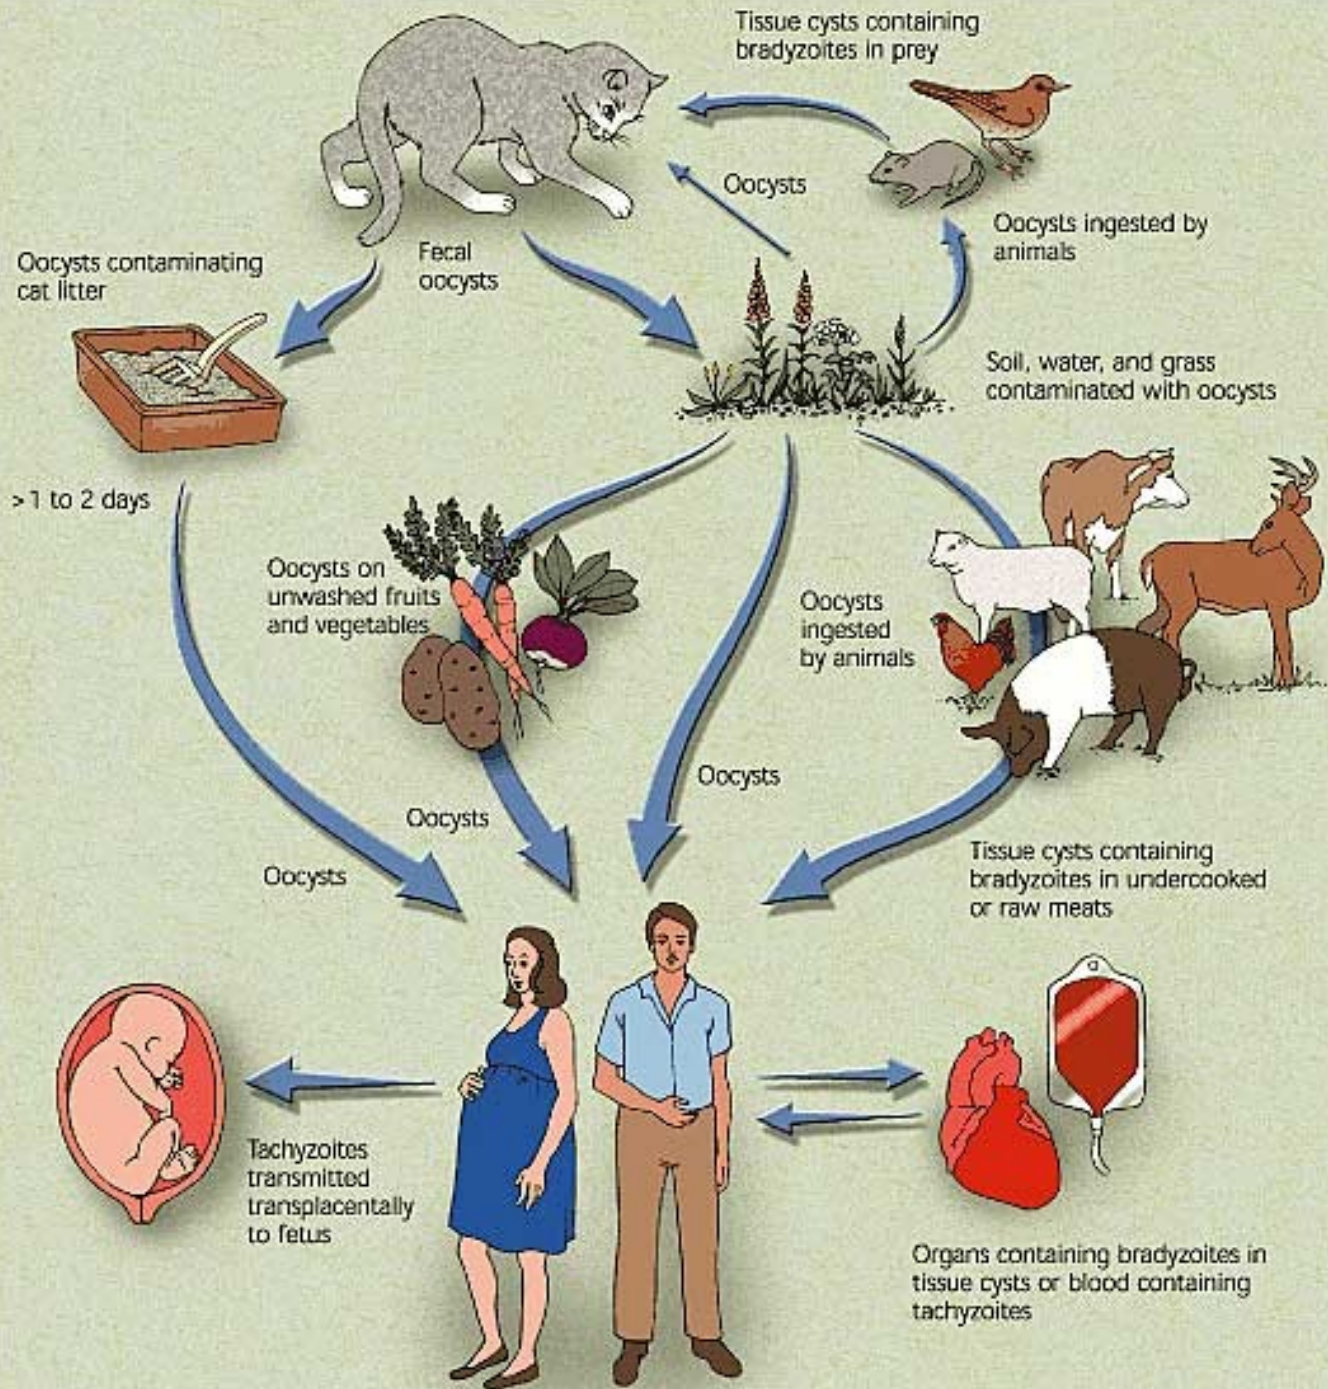 Tissue cysts containing
bradyzoites in prey
Oocysts
Oocysts ingested by
animals
Fecal
oocysts
Oocysts contaminating
cat litter
Soil, water, and grass
contaminated with oocysts
>1 to 2 days
Oocysts on
unwashed fruits
and vegetables
Oocysts
ingested
by animals
Oocysts
Oocysts
Oocysts
Tissue cysts containing
bradyzoites in undercooked
or raw meats
Tachyzoites
transmitted
transplacentally
to fetus
Organs containing bradyzoites in
tissue cysts or blood containing
tachyzoites